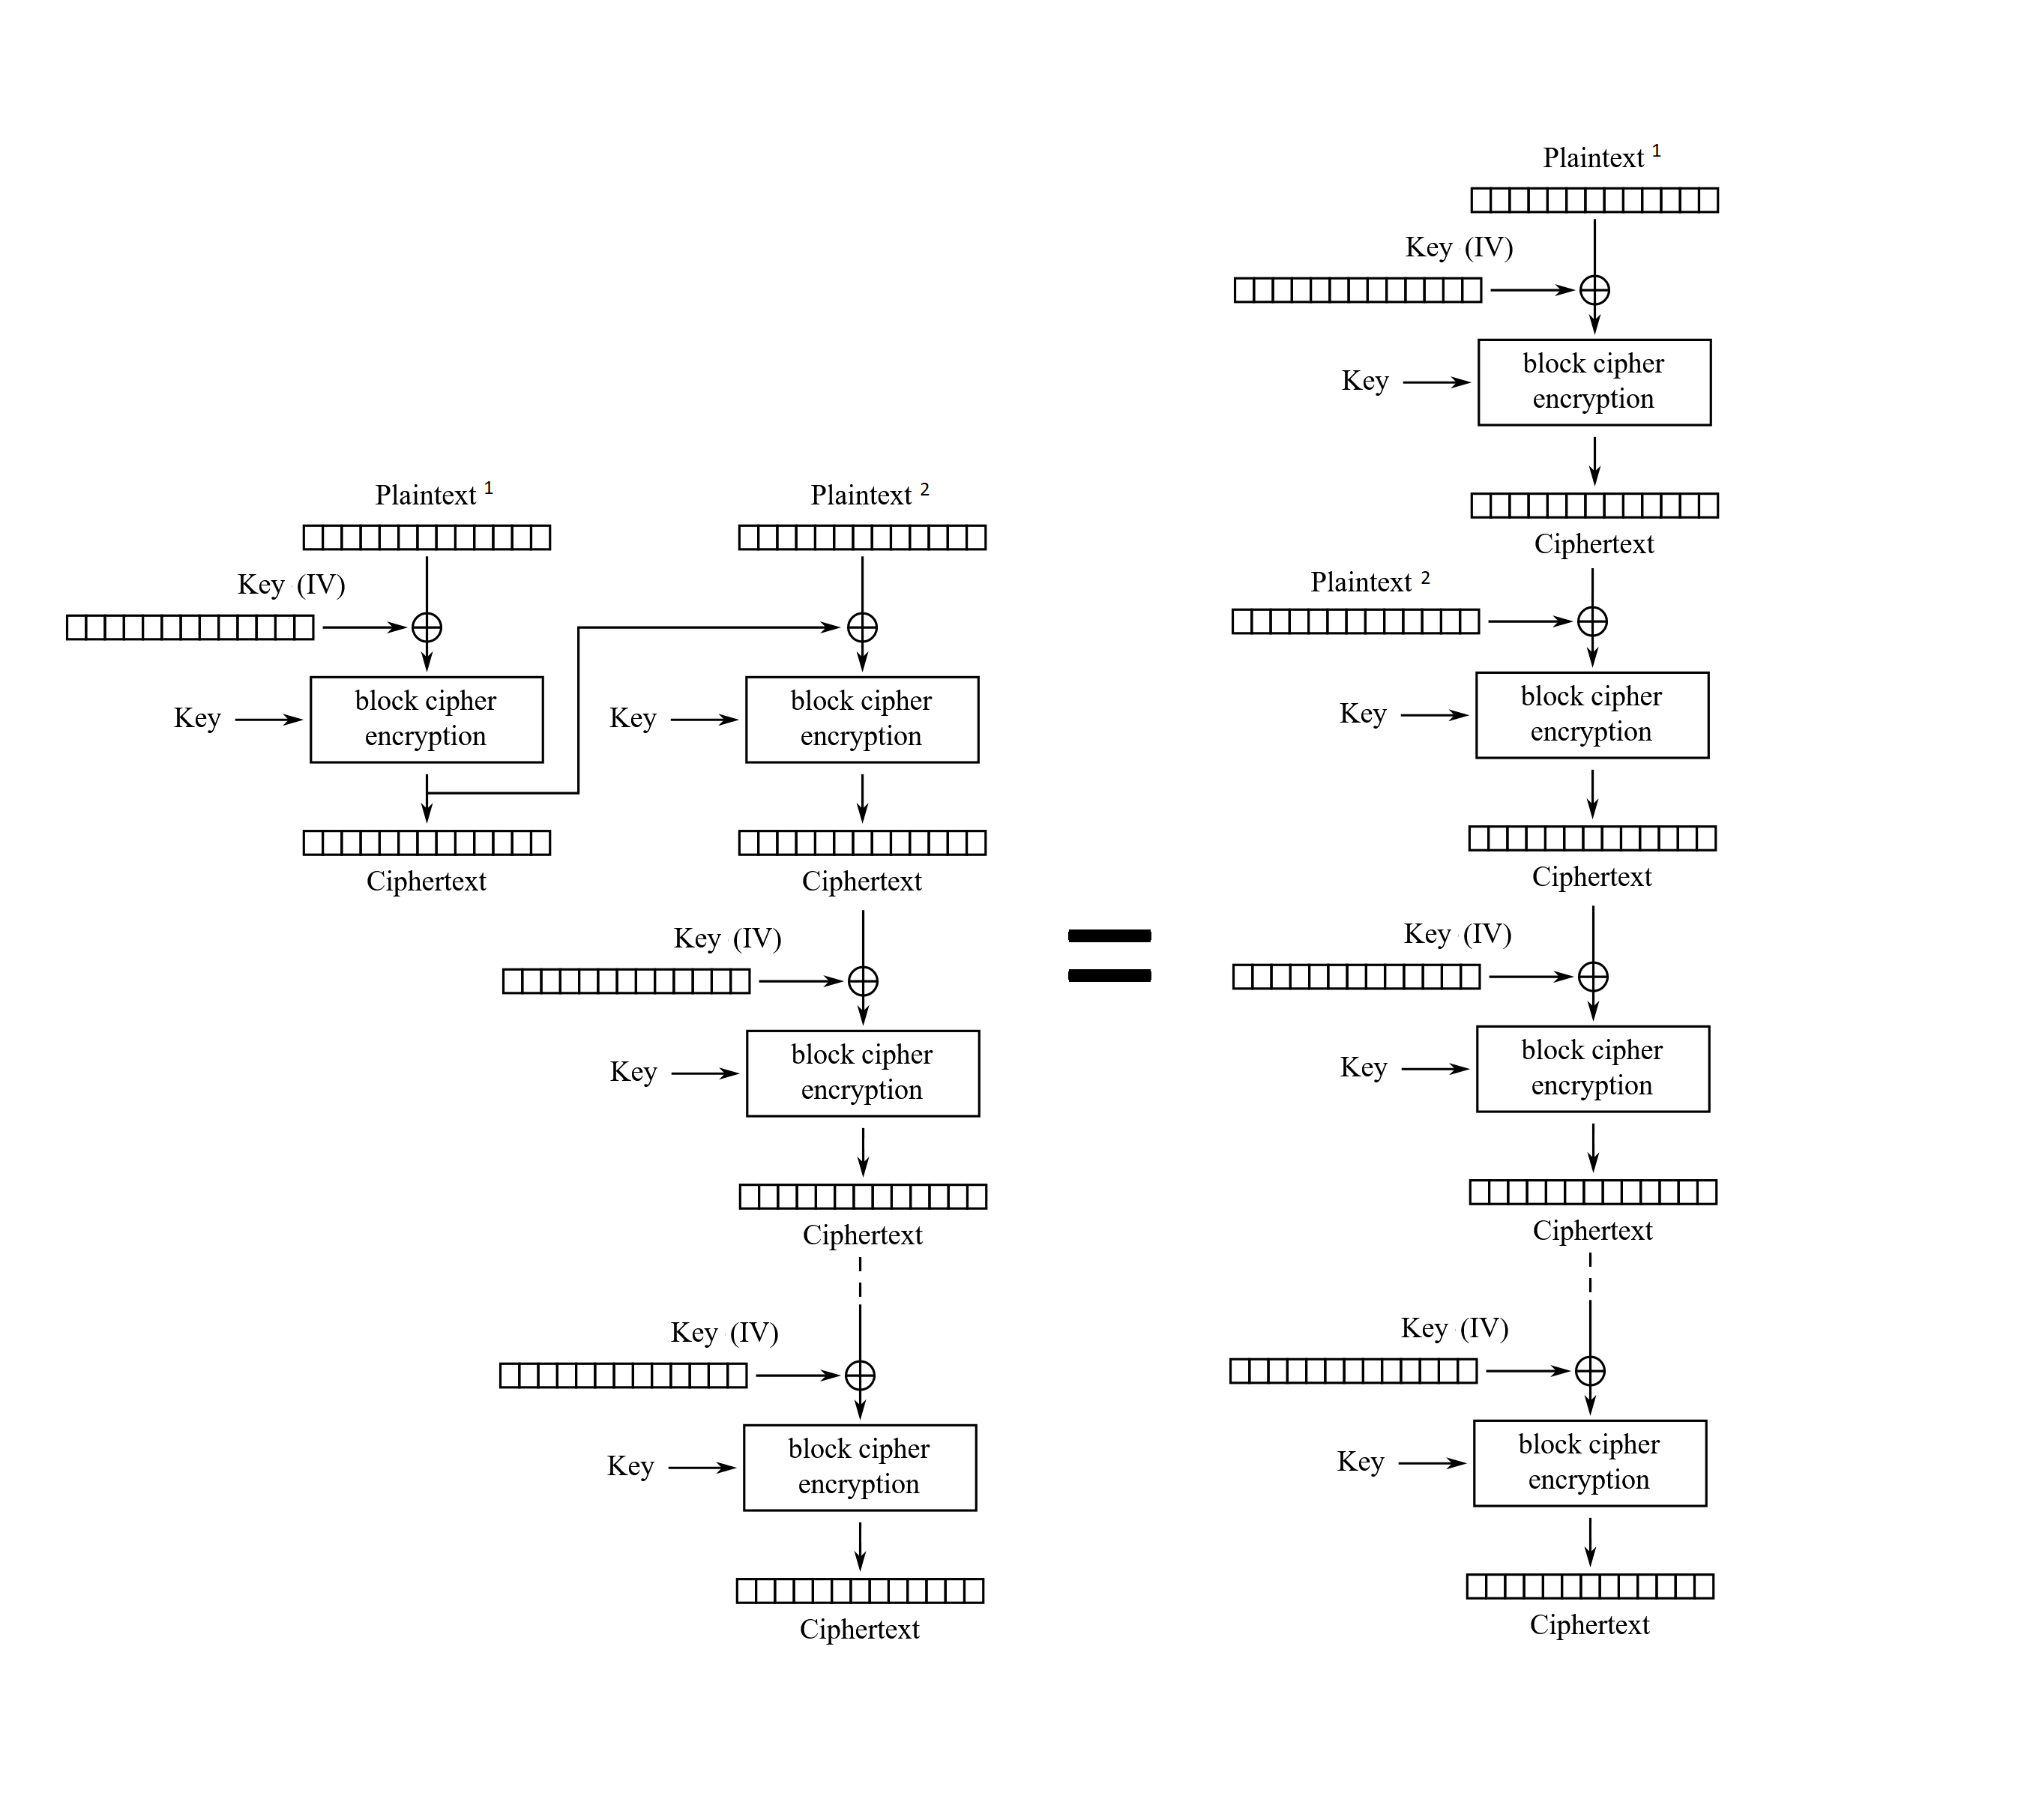 Plaintext 1
Plaintext 2
Key (IV)
Key
block cipher
encryption
Key
block cipher
encryption
Ciphertext
Ciphertext
Key (IV)
Key
block cipher
encryption
Ciphertext
Key (IV)
Key
block cipher
encryption
Ciphertext
=
Plaintext 1
Key (IV)
Key
block cipher
encryption
Ciphertext
Plaintext 2
Key
block cipher
encryption
Ciphertext
Key (IV)
Key
block cipher
encryption
Ciphertext
Key (IV)
Key
block cipher
encryption
Ciphertext